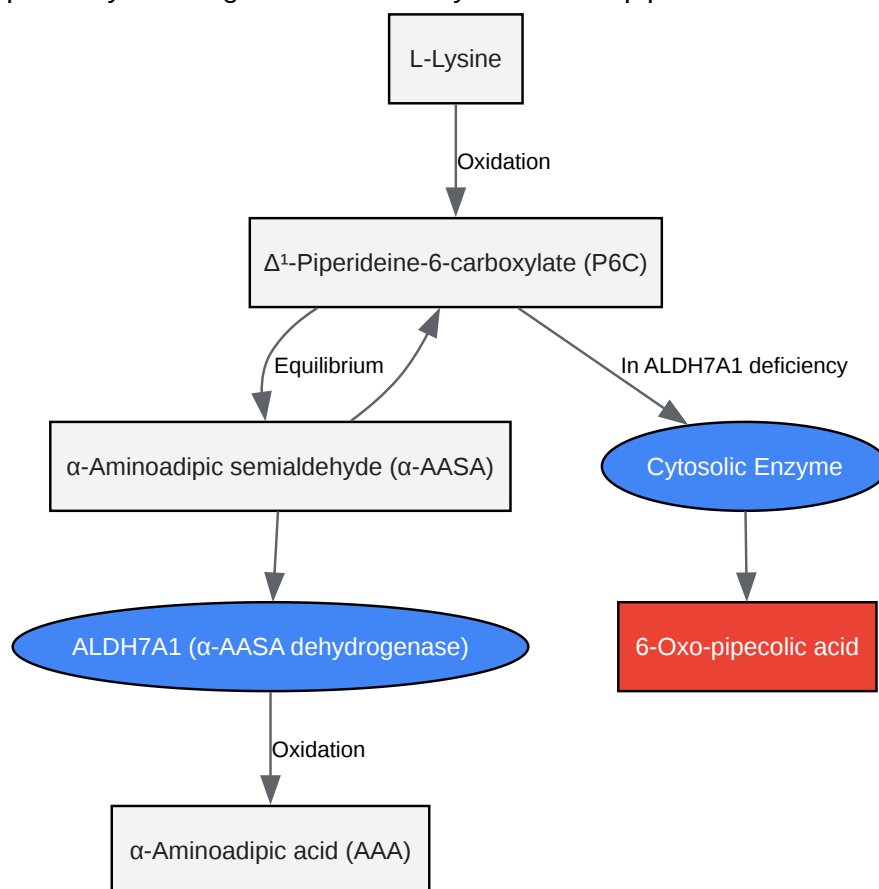 L-Lysine
Oxidation
Δ¹-Piperideine-6-carboxylate (P6C)
Equilibrium
In ALDH7A1 deficiency
α-Aminoadipic semialdehyde (α-AASA)
Cytosolic Enzyme
ALDH7A1 (α-AASA dehydrogenase)
6-Oxo-pipecolic acid
Oxidation
α-Aminoadipic acid (AAA)